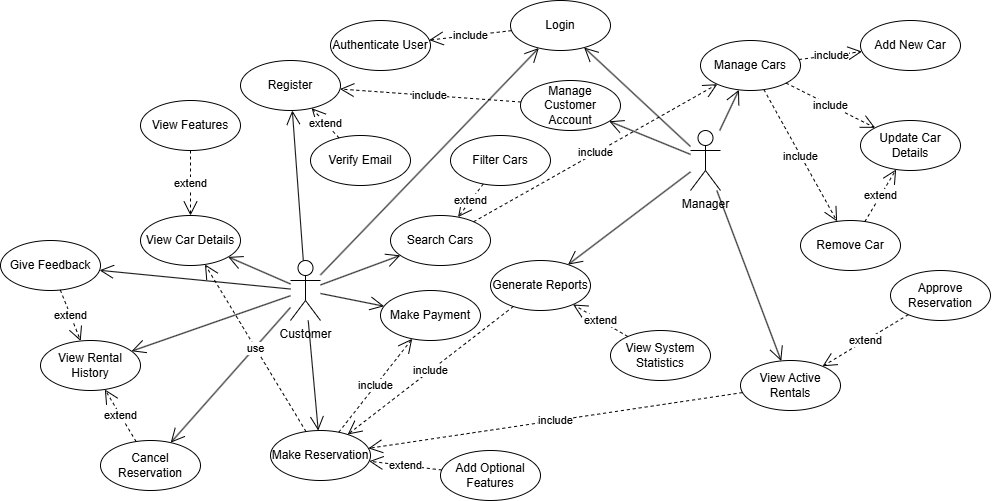 Login
Authenticate User
include
Manage Cars
include
Add New Car
Register
include
Manage
Customer
Account
include
View Features
extend
Verify Email
Filter Cars
include
Update Car
Details
include
extend
extend
extend
Manager
View Car Details
Search Cars
Remove Car
Give Feedback
Customer
Generate Reports
Approve
Reservation
extend
Make Payment
extend
View Rental
History
use
View System
Statistics
extend
include
include
View Active
Rentals
extend
include
Cancel
Reservation
Make Reservation
extend
Add Optional
Features